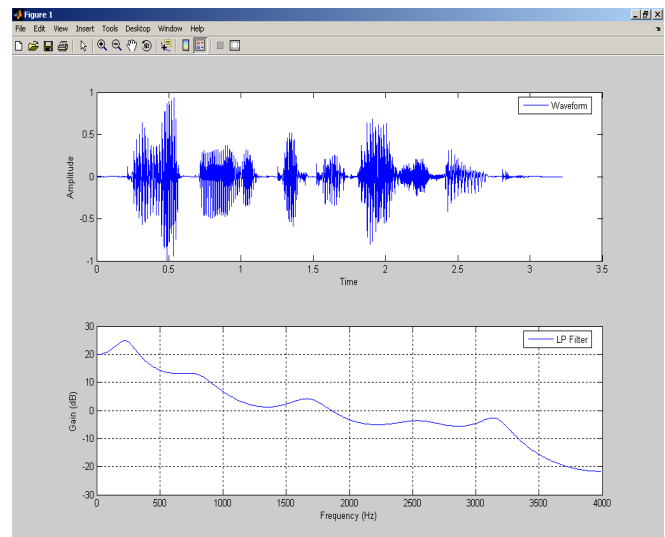 Figure 1
File Edit View Insert Tools Desktop Window Help
Waveform
Amplitude
1
0.5
0
-0.5
-1
0 0.5 1 1.5 2 2.5 3 3.5
Time
LP Filter
Gain (dB)
30
20
10
0
-10
-20
-30
0 500 1000 1500 2000 2500 3000 3500 4000
Frequency (Hz)